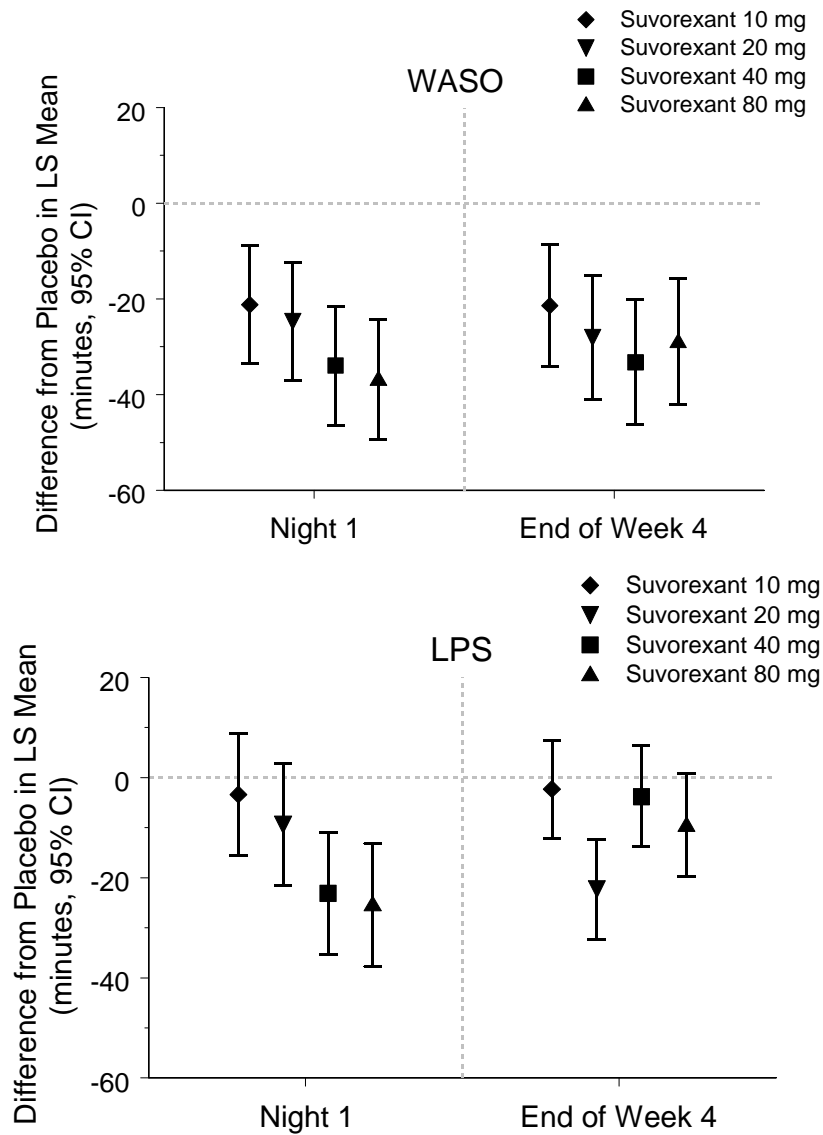 Suvorexant 10 mg
Suvorexant 20 mg
Suvorexant 40 mg
Suvorexant 80 mg
WASO
Difference from Placebo in LS Mean
(minutes, 95% CI)
20
0
-20
-40
-60
Night 1
End of Week 4
Suvorexant 10 mg
Suvorexant 20 mg
Suvorexant 40 mg
Suvorexant 80 mg
LPS
Difference from Placebo in LS Mean
(minutes, 95% CI)
20
0
-20
-40
-60
Night 1
End of Week 4